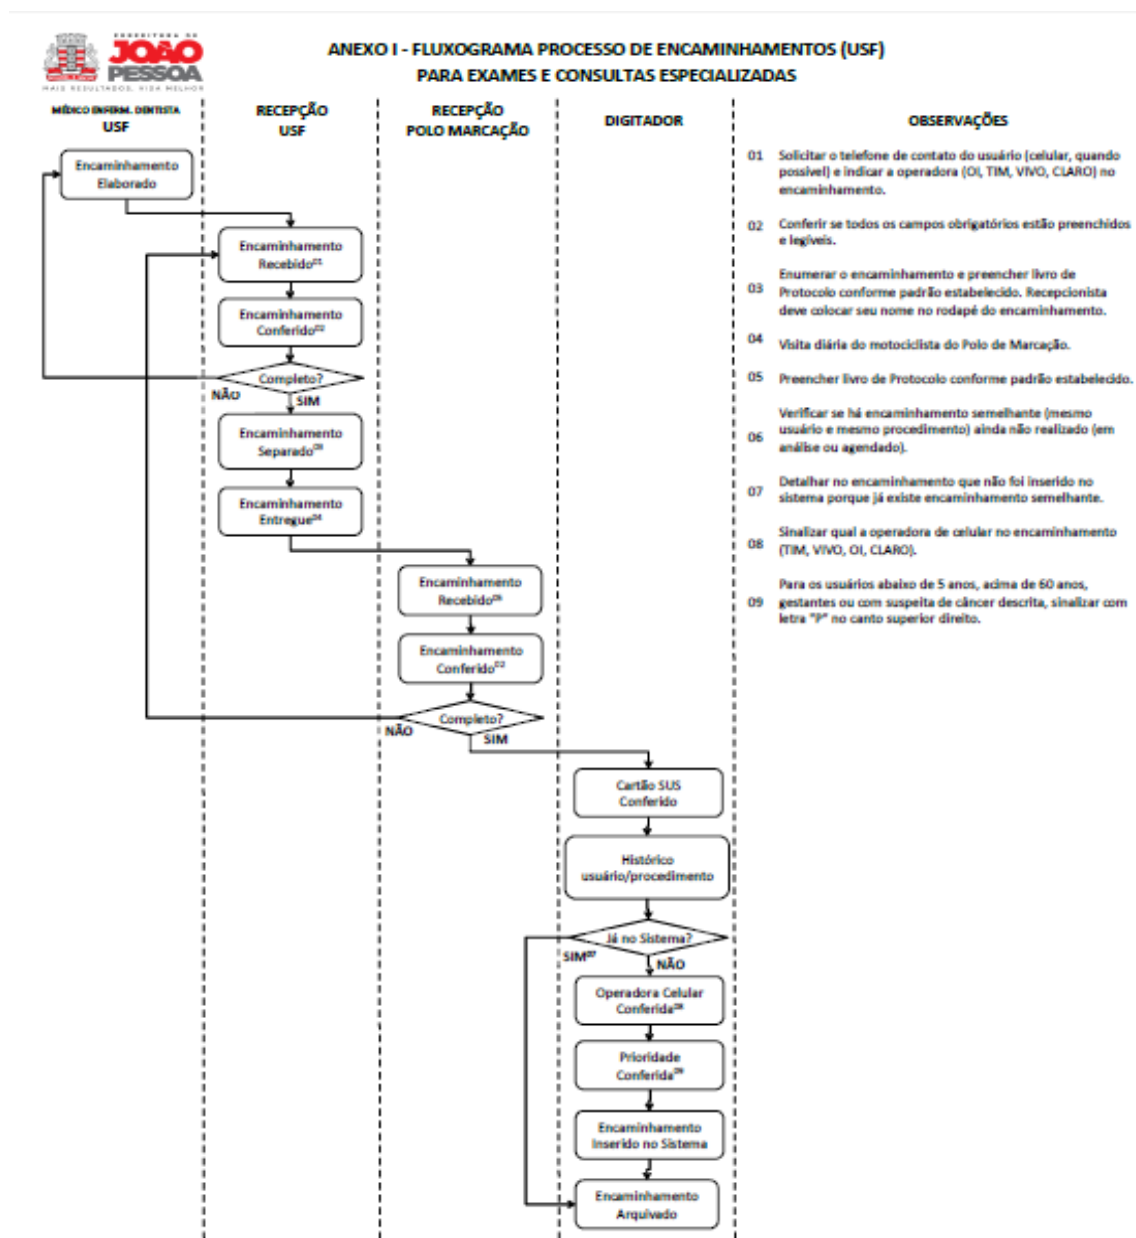 PREFEITURA DE
JOÃO
PESSOA
MAIS RESULTADOS, VIDA MELHOR
ANEXO I - FLUXOGRAMA PROCESSO DE ENCAMINHAMENTOS (USF)
PARA EXAMES E CONSULTAS ESPECIALIZADAS
MÉDICO ENFERM. DENTISTA
USF
RECEPÇÃO
USF
RECEPÇÃO
POLO MARCAÇÃO
DIGITADOR
OBSERVAÇÕES
Encaminhamento
Elaborado
Encaminhamento
Recebido⁰¹
Encaminhamento
Conferido⁰²
Completo?
NÃO
SIM
Encaminhamento
Separado⁰³
Encaminhamento
Entregue⁰⁴
Encaminhamento
Recebido⁰⁵
Encaminhamento
Conferido⁰²
Completo?
NÃO
SIM
Cartão SUS
Conferido
Histórico
usuário/procedimento
Já no Sistema?
SIM⁰⁷
NÃO
Operadora Celular
Conferida⁰⁸
Prioridade
Conferida⁰⁹
Encaminhamento
Inserido no Sistema
Encaminhamento
Arquivado
01 Solicitar o telefone de contato do usuário (celular, quando
possível) e indicar a operadora (OI, TIM, VIVO, CLARO) no
encaminhamento.
02 Conferir se todos os campos obrigatórios estão preenchidos
e legíveis.
03 Enumerar o encaminhamento e preencher livro de
Protocolo conforme padrão estabelecido. Recepcionista
deve colocar seu nome no rodapé do encaminhamento.
04 Visita diária do motociclista do Polo de Marcação.
05 Preencher livro de Protocolo conforme padrão estabelecido.
06 Verificar se há encaminhamento semelhante (mesmo
usuário e mesmo procedimento) ainda não realizado (em
análise ou agendado).
07 Detalhar no encaminhamento que não foi inserido no
sistema porque já existe encaminhamento semelhante.
08 Sinalizar qual a operadora de celular no encaminhamento
(TIM, VIVO, OI, CLARO).
09 Para os usuários abaixo de 5 anos, acima de 60 anos,
gestantes ou com suspeita de câncer descrita, sinalizar com
letra "P" no canto superior direito.